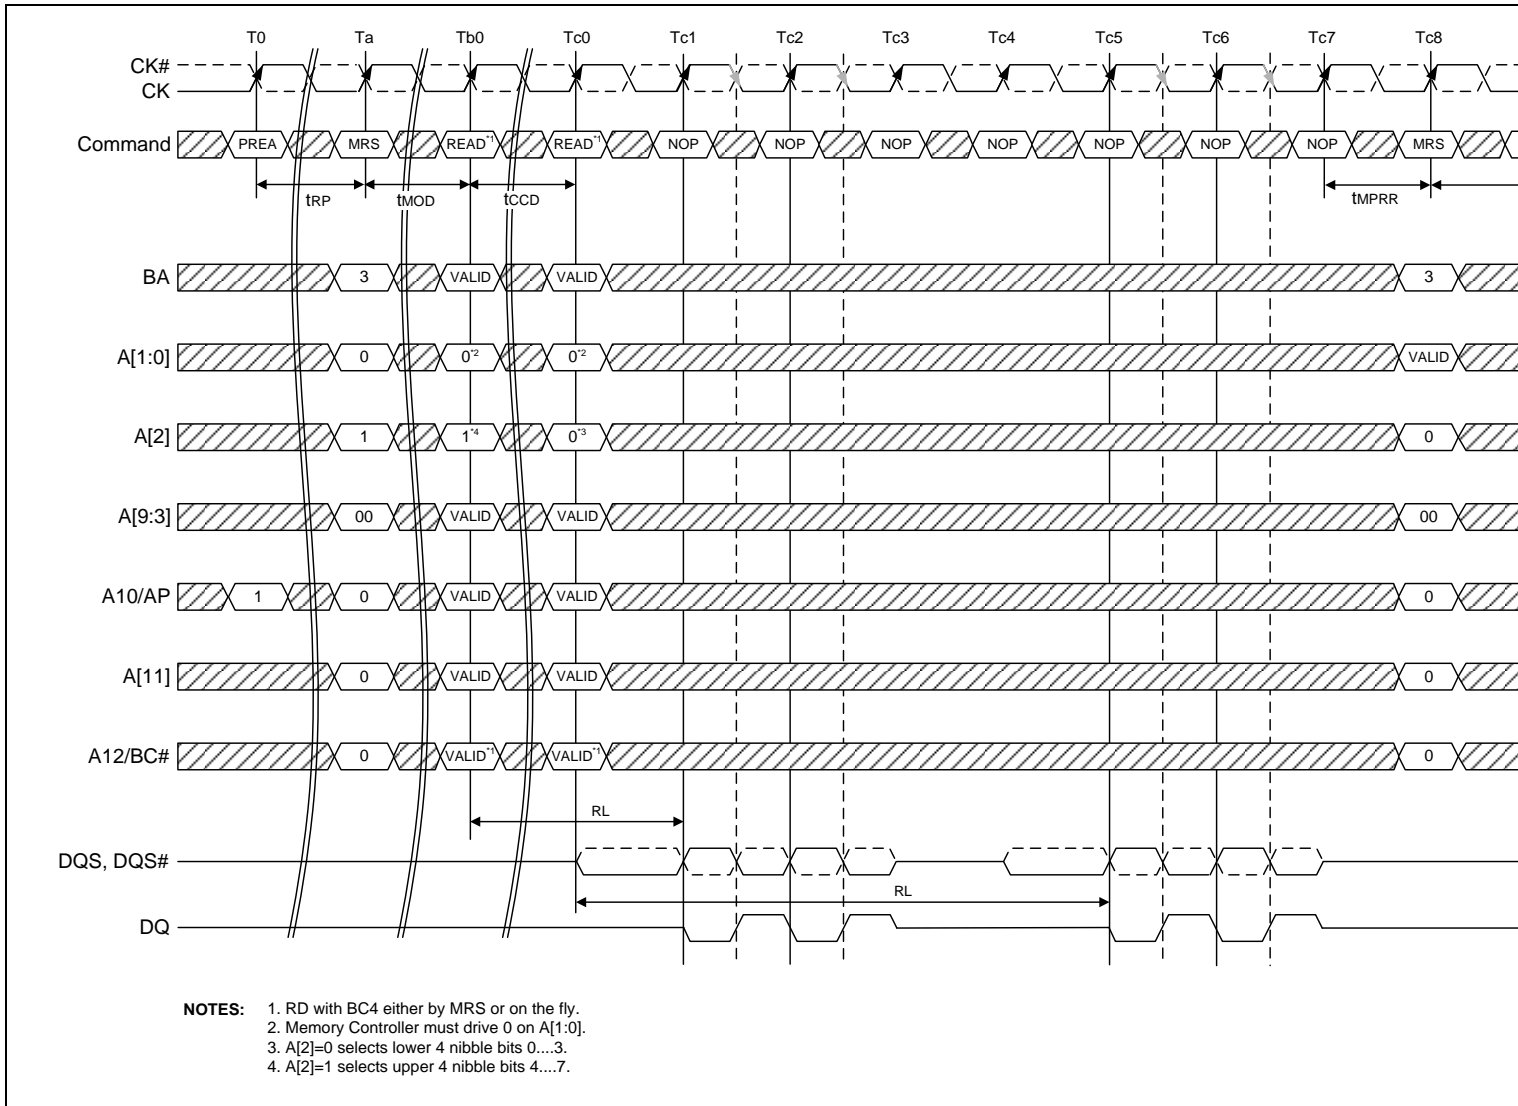 T0 Ta Tb0 Tc0 Tc1 Tc2 Tc3 Tc4 Tc5 Tc6 Tc7 Tc8
CK#
CK
Command PREA MRS READ*1 READ*1 NOP NOP NOP NOP NOP NOP NOP MRS
tRP tMOD tCCD tMPRR
BA 3 VALID VALID 3
A[1:0] 0 0*2 0*2 VALID
A[2] 1 1*4 0*3 0
A[9:3] 00 VALID VALID 00
A10/AP 1 0 VALID VALID 0
A[11] 0 VALID VALID 0
A12/BC# 0 VALID*1 VALID*1 0
RL
DQS, DQS#
RL
DQ
NOTES: 1. RD with BC4 either by MRS or on the fly.
2. Memory Controller must drive 0 on A[1:0].
3. A[2]=0 selects lower 4 nibble bits 0....3.
4. A[2]=1 selects upper 4 nibble bits 4....7.